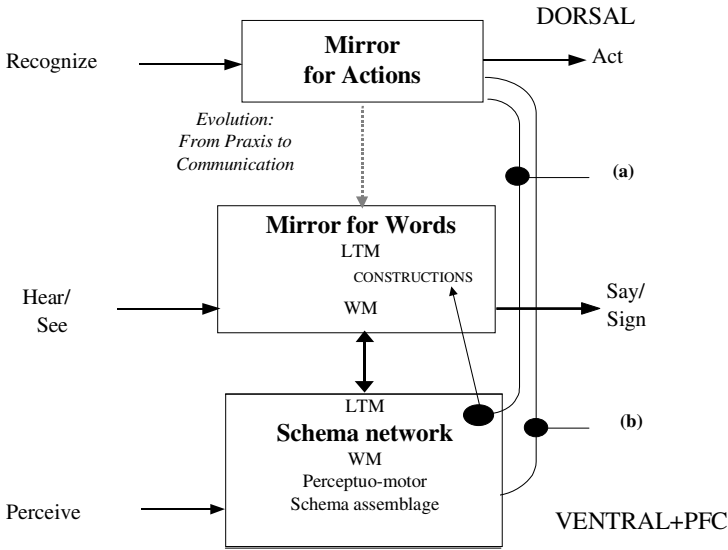 DORSAL
Recognize
Mirror
for Actions
Act
Evolution:
From Praxis to
Communication
(a)
Mirror for Words
LTM
CONSTRUCTIONS
WM
Hear/
See
Say/
Sign
LTM
Schema network
WM
Perceptuo-motor
Schema assemblage
(b)
Perceive
VENTRAL+PFC